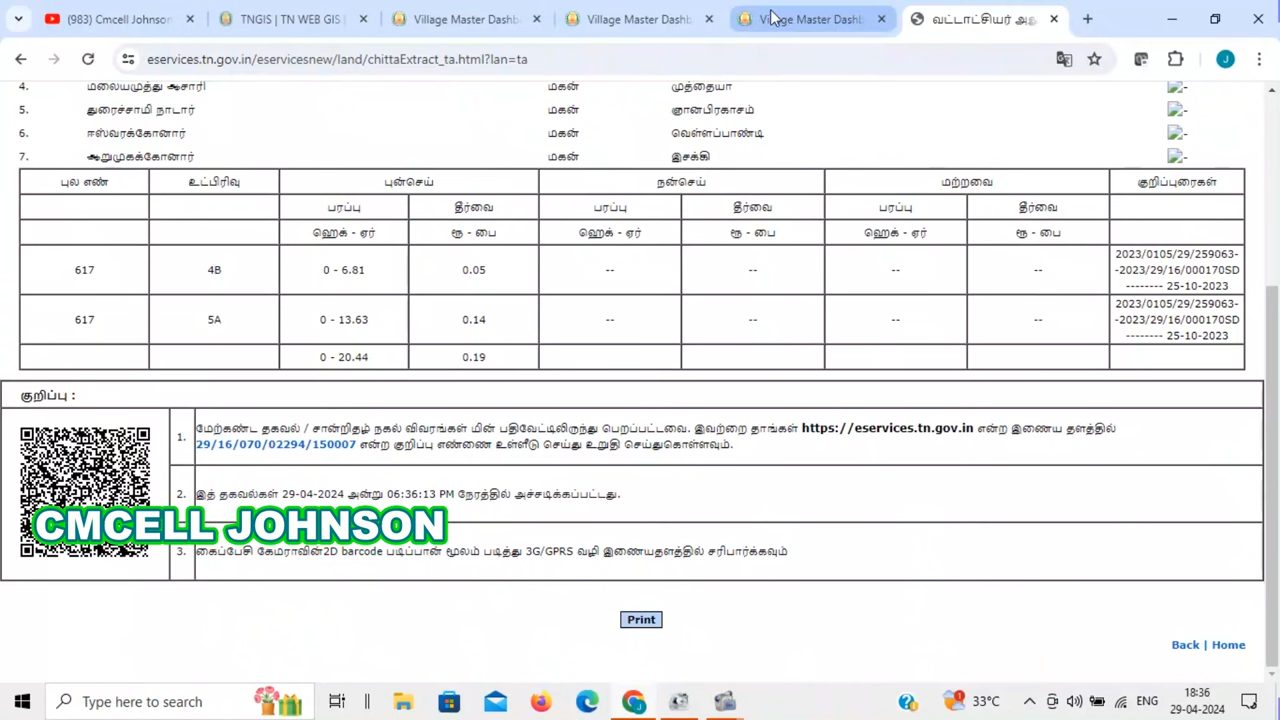 (983) Cmcell Johnson
TNGIS | TN WEB GIS |
Village Master Dashb
Village Master Dashb
Village Master Dashb
வட்டாட்சியர் அலு
eservices.tn.gov.in/eservicesnew/land/chittaExtract_ta.html?lan=ta
J
4. மலையமுத்து ஆசாரி மகன் முத்தையா -
5. துரைச்சாமி நாடார் மகன் ஞானபிரகாசம் -
6. ஈஸ்வரக்கோனார் மகன் வெள்ளப்பாண்டி -
7. ஆறுமுகக்கோனார் மகன் இசக்கி -
புல எண் உட்பிரிவு புன்செய் நன்செய் மற்றவை குறிப்புரைகள்
பரப்பு தீர்வை பரப்பு தீர்வை பரப்பு தீர்வை
ஹெக் - ஏர் ரூ - பை ஹெக் - ஏர் ரூ - பை ஹெக் - ஏர் ரூ - பை
617 4B 0 - 6.81 0.05 -- -- -- -- 2023/0105/29/259063-
-2023/29/16/000170SD
-------- 25-10-2023
617 5A 0 - 13.63 0.14 -- -- -- -- 2023/0105/29/259063-
-2023/29/16/000170SD
-------- 25-10-2023
0 - 20.44 0.19
குறிப்பு :
1. மேற்கண்ட தகவல் / சான்றிதழ் நகல் விவரங்கள் மின் பதிவேட்டிலிருந்து பெறப்பட்டவை. இவற்றை தாங்கள் https://eservices.tn.gov.in என்ற இணைய தளத்தில்
29/16/070/02294/150007 என்ற குறிப்பு எண்ணை உள்ளீடு செய்து உறுதி செய்துகொள்ளவும்.
2. இத் தகவல்கள் 29-04-2024 அன்று 06:36:13 PM நேரத்தில் அச்சடிக்கப்பட்டது.
CMCELL JOHNSON
3. கைப்பேசி கேமராவின்2D barcode படிப்பான் மூலம் படித்து 3G/GPRS வழி இணையதளத்தில் சரிபார்க்கவும்
Print
Back | Home
Type here to search
33°C
ENG
18:36
29-04-2024